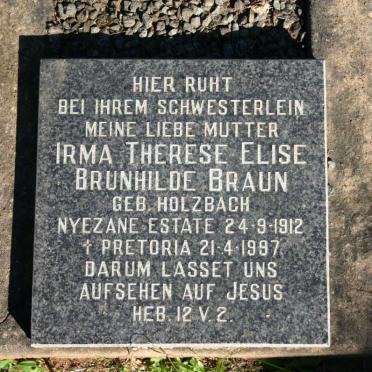 HIER RUHT
BEI IHREM SCHWESTERLEIN
MEINE LIEBE MUTTER
IRMA THERESE ELISE
BRUNHILDE BRAUN
GEB. HOLZBACH
NYEZANE ESTATE 24-9-1912
† PRETORIA 21-4-1997
DARUM LASSET UNS
AUFSEHEN AUF JESUS
HEB. 12 V. 2.